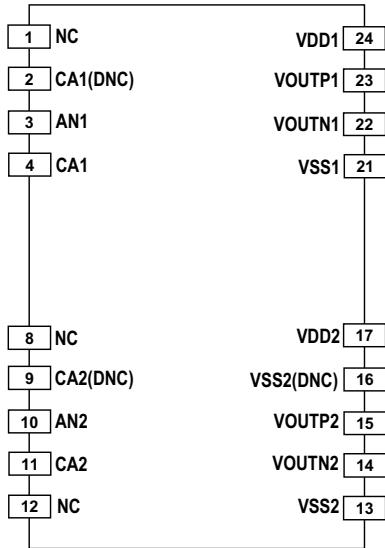 1 NC VDD1 24
2 CA1(DNC) VOUTP1 23
3 AN1 VOUTN1 22
4 CA1 VSS1 21
8 NC VDD2 17
9 CA2(DNC) VSS2(DNC) 16
10 AN2 VOUTP2 15
11 CA2 VOUTN2 14
12 NC VSS2 13